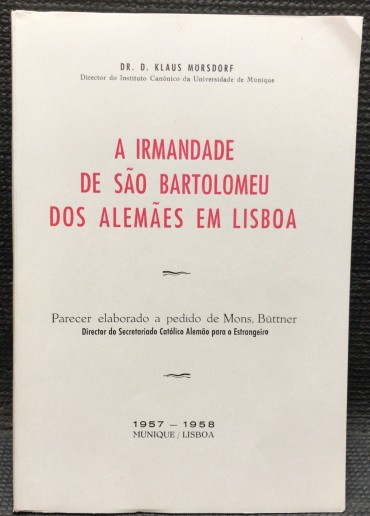 DR. D. KLAUS MÖRSDORF
Director do Instituto Canónico da Universidade de Munique
A IRMANDADE
DE SÃO BARTOLOMEU
DOS ALEMÃES EM LISBOA
Parecer elaborado a pedido de Mons. Büttner
Director do Secretariado Católico Alemão para o Estrangeiro
1957 — 1958
MUNIQUE / LISBOA